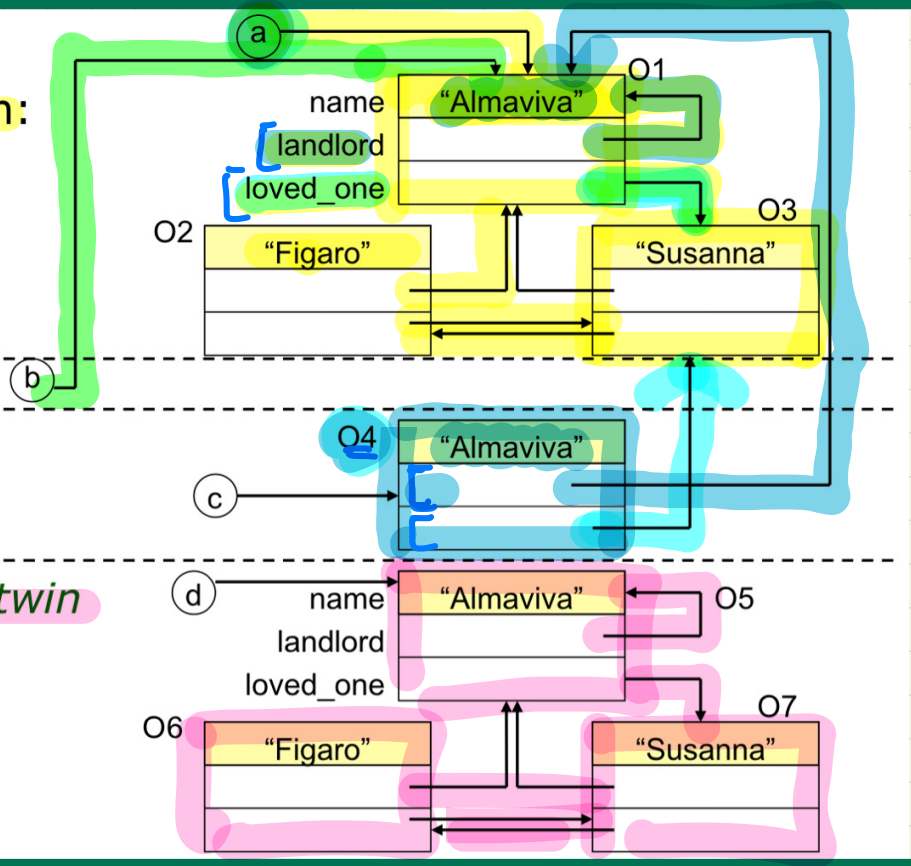 a
O1
n:
name “Almaviva”
landlord
loved_one
O2
O3
“Figaro”
“Susanna”
b
O4
“Almaviva”
c
d
twin
name “Almaviva”
O5
landlord
loved_one
O6
O7
“Figaro”
“Susanna”